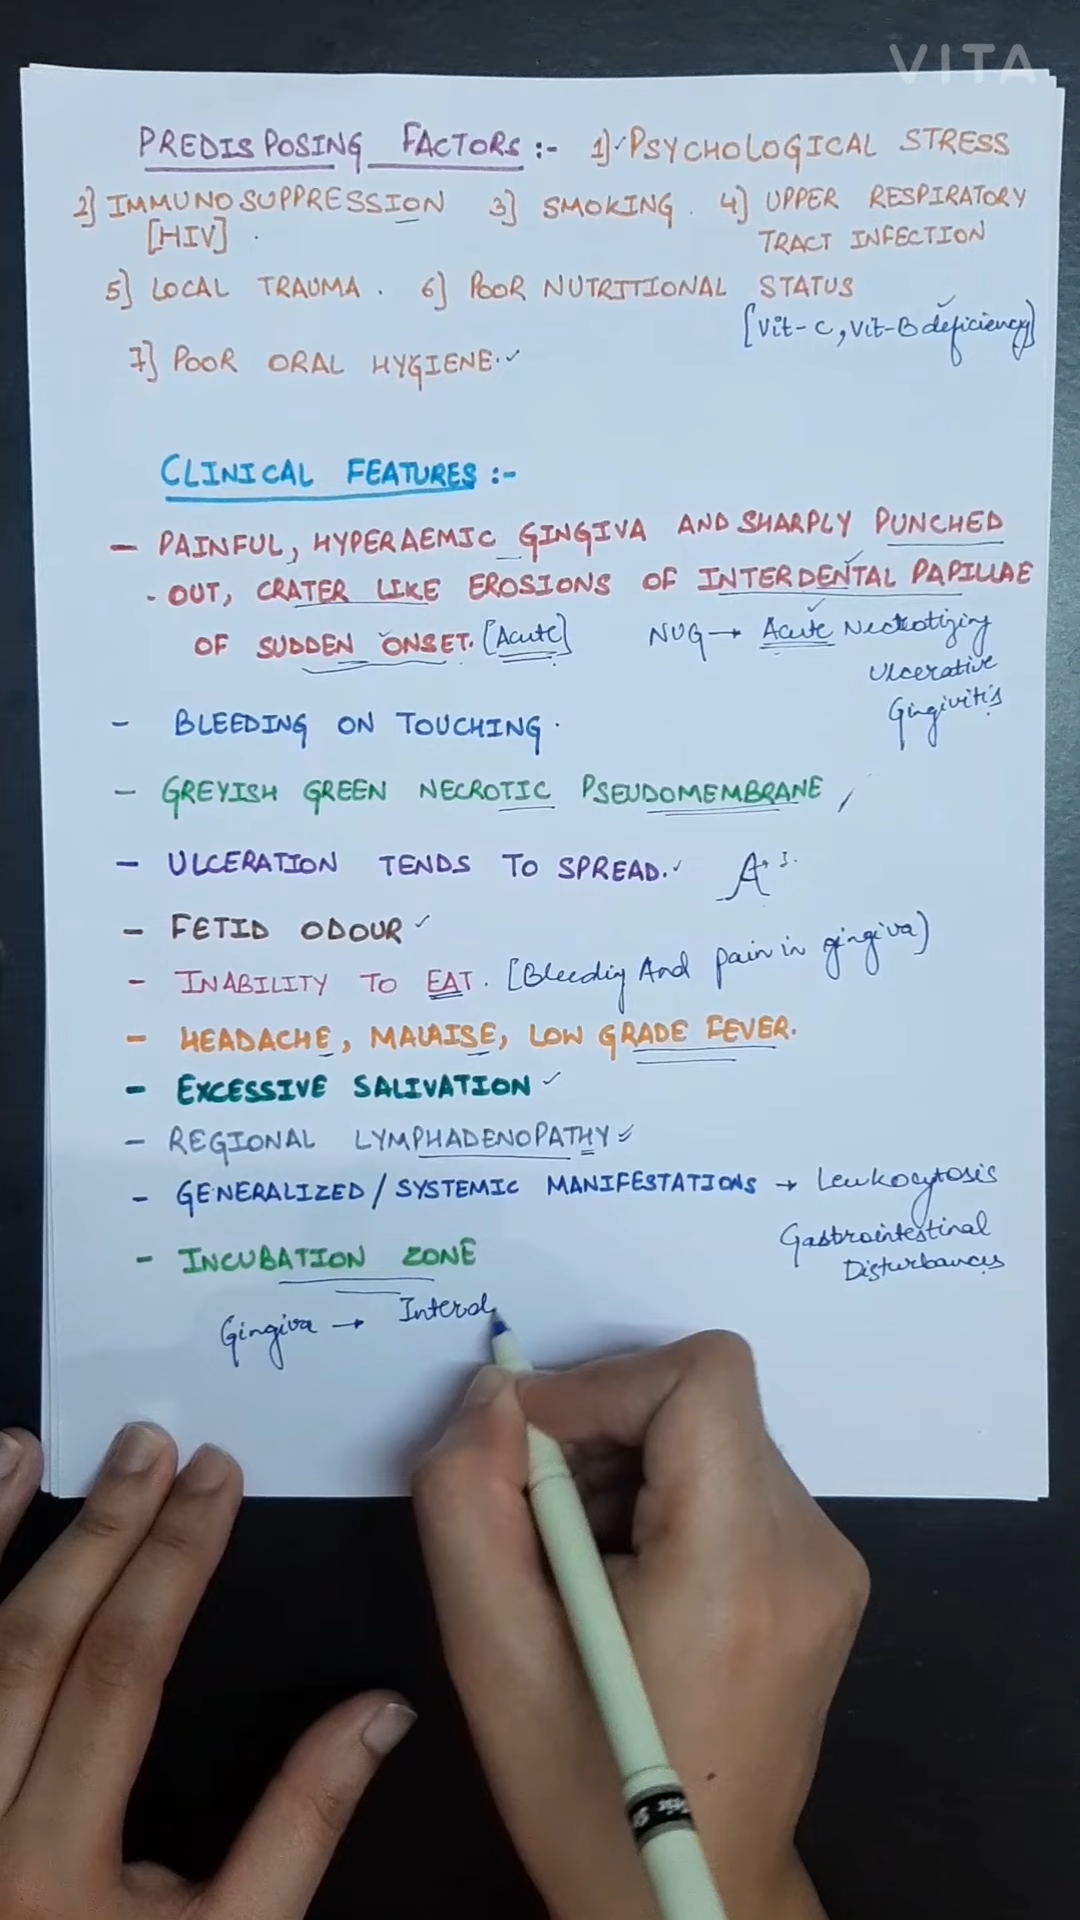 VITA
PREDISPOSING FACTORS :- 1] PSYCHOLOGICAL STRESS
2] IMMUNOSUPPRESSION 3] SMOKING. 4] UPPER RESPIRATORY
[HIV]. TRACT INFECTION
5] LOCAL TRAUMA. 6] POOR NUTRITIONAL STATUS
[Vit-C, Vit-B deficiency]
7] POOR ORAL HYGIENE.
CLINICAL FEATURES :-
- PAINFUL, HYPERAEMIC GINGIVA AND SHARPLY PUNCHED
OUT, CRATER LIKE EROSIONS OF INTERDENTAL PAPILLAE
OF SUDDEN ONSET. [Acute] NUG → Acute Necrotizing
Ulcerative
Gingivitis
- BLEEDING ON TOUCHING.
- GREYISH GREEN NECROTIC PSEUDOMEMBRANE,
- ULCERATION TENDS TO SPREAD.
- FETID ODOUR
- INABILITY TO EAT. [Bleeding And pain in gingiva]
- HEADACHE, MALAISE, LOW GRADE FEVER.
- EXCESSIVE SALIVATION
- REGIONAL LYMPHADENOPATHY
- GENERALIZED/SYSTEMIC MANIFESTATIONS → Leukocytosis
Gastrointestinal
Disturbances
- INCUBATION ZONE
Gingiva → Interd